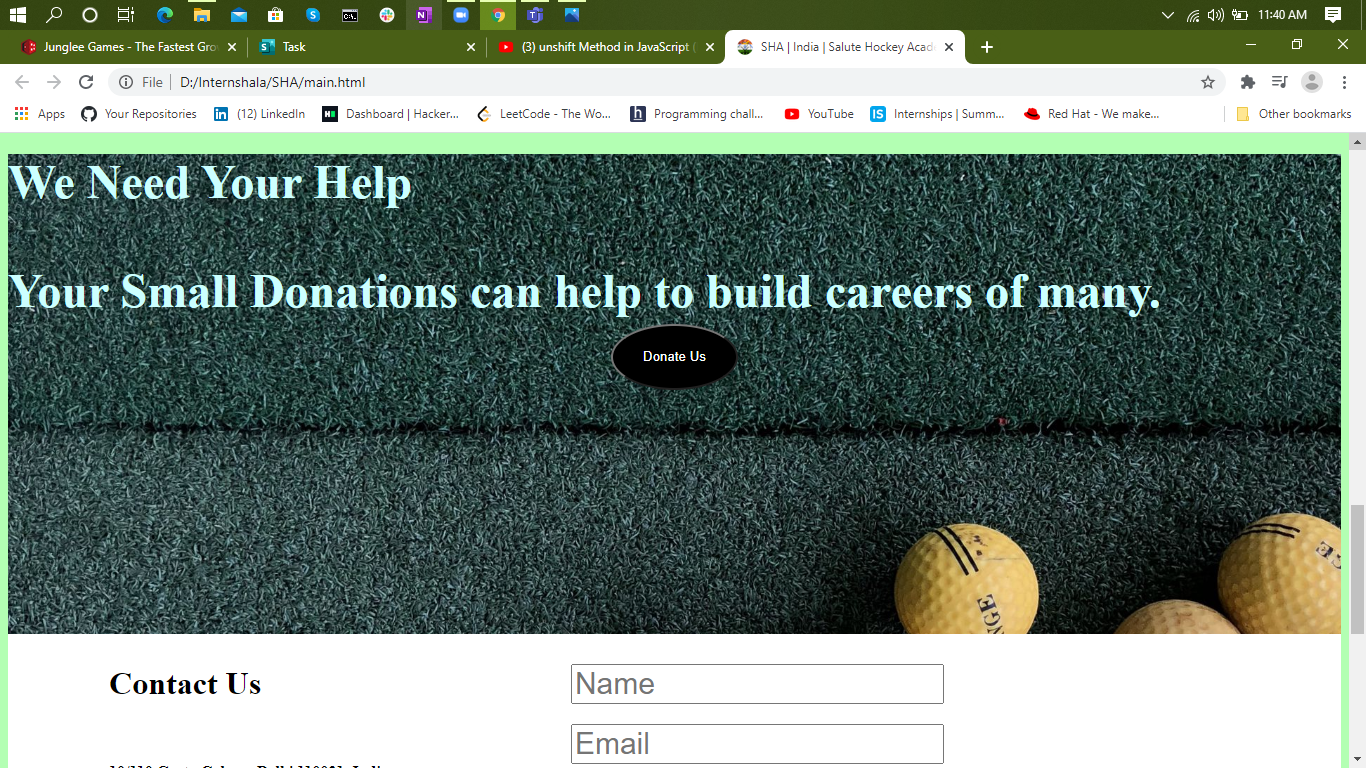 11:40 AM
Junglee Games - The Fastest Gro
Task
(3) unshift Method in JavaScript (
SHA | India | Salute Hockey Acad
File
D:/Internshala/SHA/main.html
Apps
Your Repositories
(12) LinkedIn
Dashboard | Hacker...
LeetCode - The Wo...
Programming chall...
YouTube
Internships | Summ...
Red Hat - We make...
Other bookmarks
We Need Your Help
Your Small Donations can help to build careers of many.
Donate Us
Contact Us
Name
Email